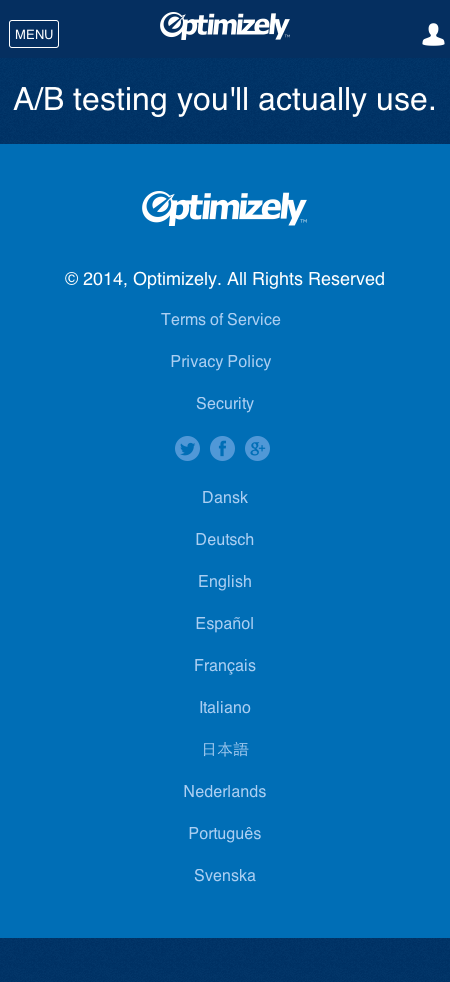 MENU
Optimizely™
A/B testing you'll actually use.
Optimizely™
© 2014, Optimizely. All Rights Reserved
Terms of Service
Privacy Policy
Security
Dansk
Deutsch
English
Español
Français
Italiano
日本語
Nederlands
Português
Svenska